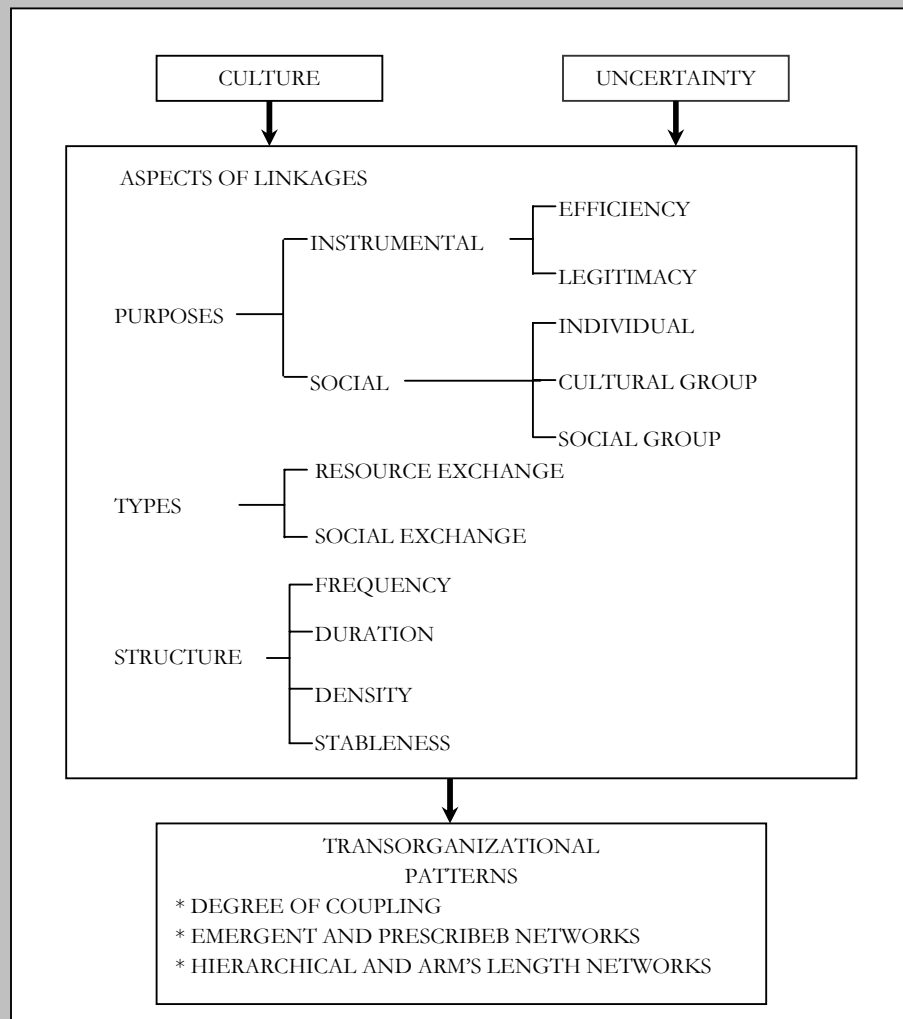 CULTURE
UNCERTAINTY
ASPECTS OF LINKAGES
PURPOSES
INSTRUMENTAL
EFFICIENCY
LEGITIMACY
SOCIAL
INDIVIDUAL
CULTURAL GROUP
SOCIAL GROUP
TYPES
RESOURCE EXCHANGE
SOCIAL EXCHANGE
STRUCTURE
FREQUENCY
DURATION
DENSITY
STABLENESS
TRANSORGANIZATIONAL
PATTERNS
* DEGREE OF COUPLING
* EMERGENT AND PRESCRIBEB NETWORKS
* HIERARCHICAL AND ARM'S LENGTH NETWORKS